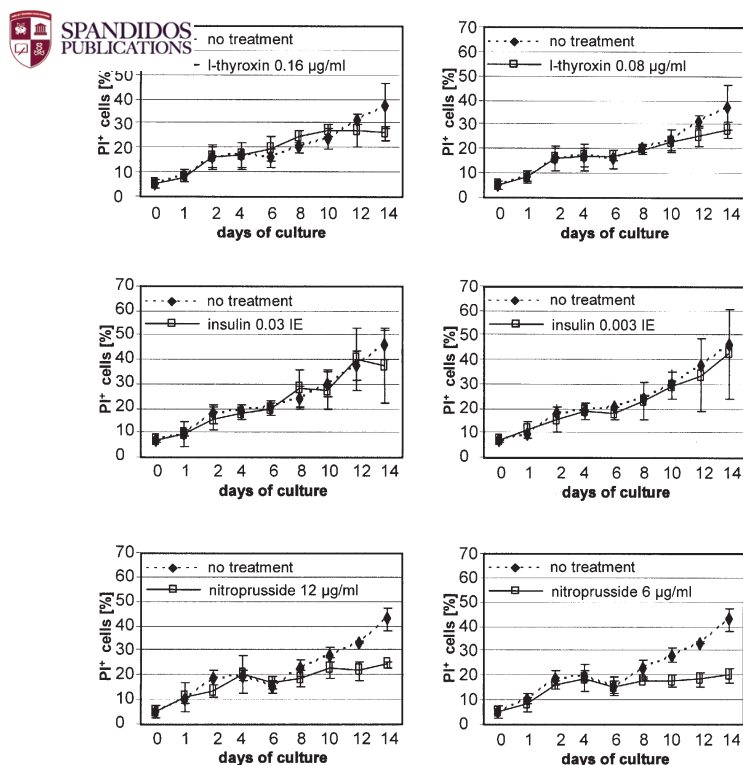 SPANDIDOS
PUBLICATIONS
no treatment
l-thyroxin 0.16 µg/ml
PI⁺ cells [%]
50
40
30
20
10
0
0 1 2 4 6 8 10 12 14
days of culture
70
60
50
40
30
20
10
0
PI⁺ cells [%]
no treatment
l-thyroxin 0.08 µg/ml
0 1 2 4 6 8 10 12 14
days of culture
70
60
50
40
30
20
10
0
PI⁺ cells [%]
no treatment
insulin 0.03 IE
0 1 2 4 6 8 10 12 14
days of culture
70
60
50
40
30
20
10
0
PI⁺ cells [%]
no treatment
insulin 0.003 IE
0 1 2 4 6 8 10 12 14
days of culture
70
60
50
40
30
20
10
0
PI⁺ cells [%]
no treatment
nitroprusside 12 µg/ml
0 1 2 4 6 8 10 12 14
days of culture
70
60
50
40
30
20
10
0
PI⁺ cells [%]
no treatment
nitroprusside 6 µg/ml
0 1 2 4 6 8 10 12 14
days of culture